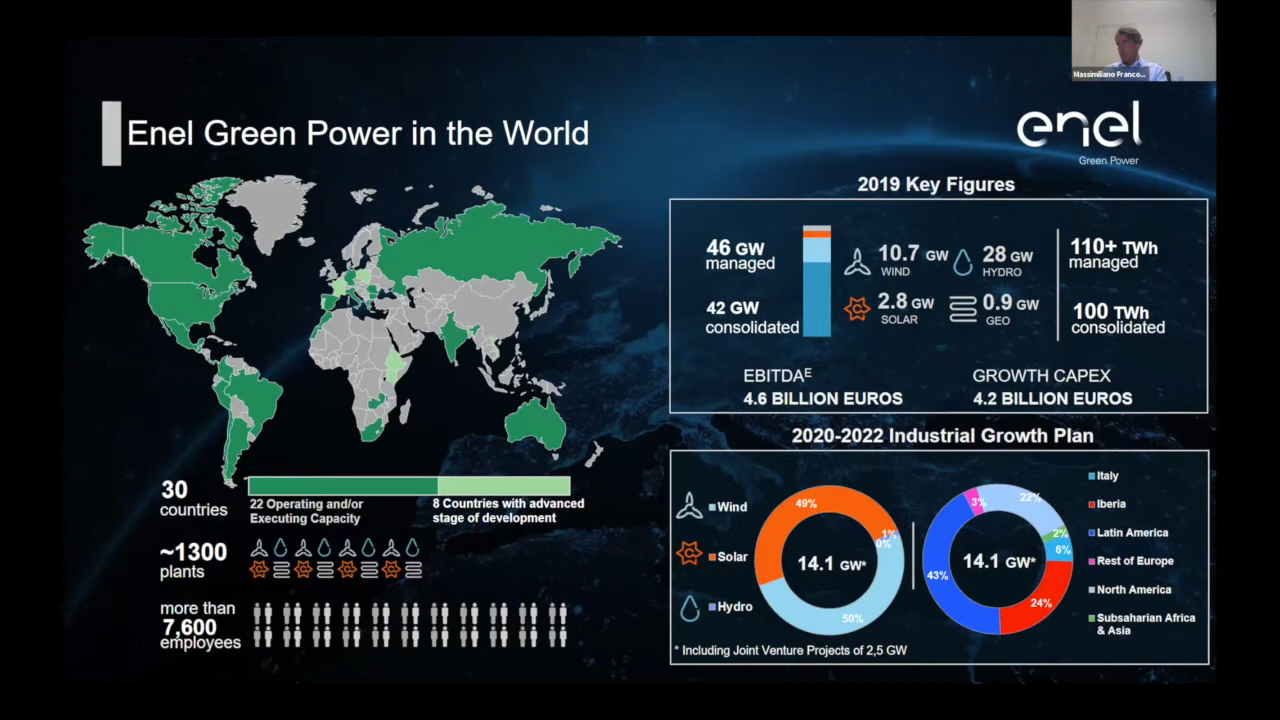 Massimiliano Franco...
Enel Green Power in the World
enel
Green Power
2019 Key Figures
46 GW
managed
42 GW
consolidated
10.7 GW
WIND
28 GW
HYDRO
2.8 GW
SOLAR
0.9 GW
GEO
110+ TWh
managed
100 TWh
consolidated
EBITDAE
4.6 BILLION EUROS
GROWTH CAPEX
4.2 BILLION EUROS
30
countries
22 Operating and/or
Executing Capacity
8 Countries with advanced
stage of development
~1300
plants
more than
7,600
employees
2020-2022 Industrial Growth Plan
Wind
Solar
Hydro
49%
1%
0%
50%
14.1 GW*
3%
22%
2%
6%
24%
43%
14.1 GW*
Italy
Iberia
Latin America
Rest of Europe
North America
Subsaharian Africa
& Asia
* Including Joint Venture Projects of 2,5 GW